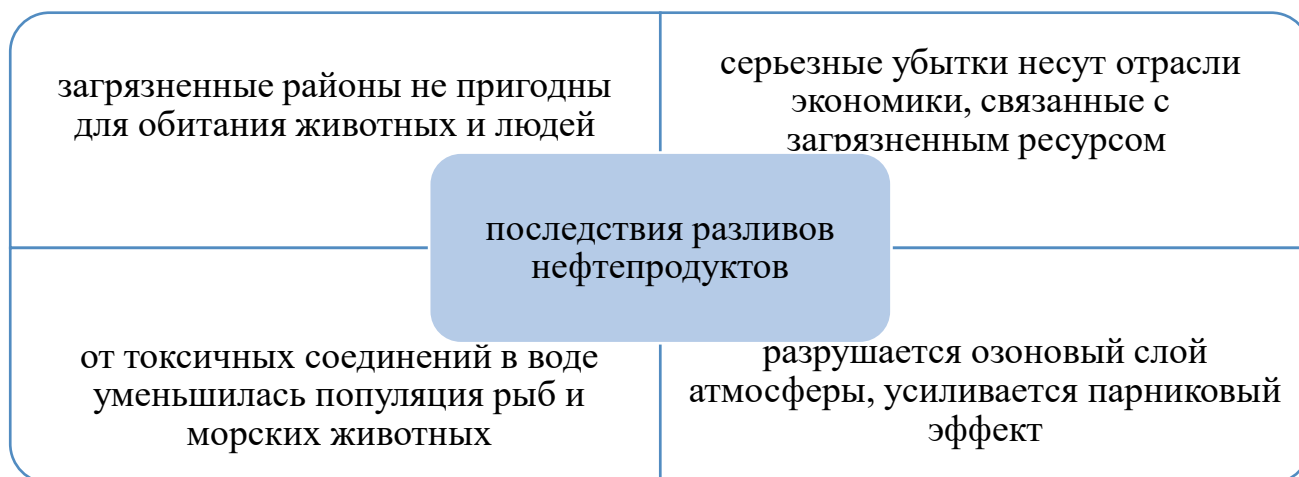 загрязненные районы не пригодны
для обитания животных и людей
серьезные убытки несут отрасли
экономики, связанные с
загрязненным ресурсом
последствия разливов
нефтепродуктов
от токсичных соединений в воде
уменьшилась популяция рыб и
морских животных
разрушается озоновый слой
атмосферы, усиливается парниковый
эффект